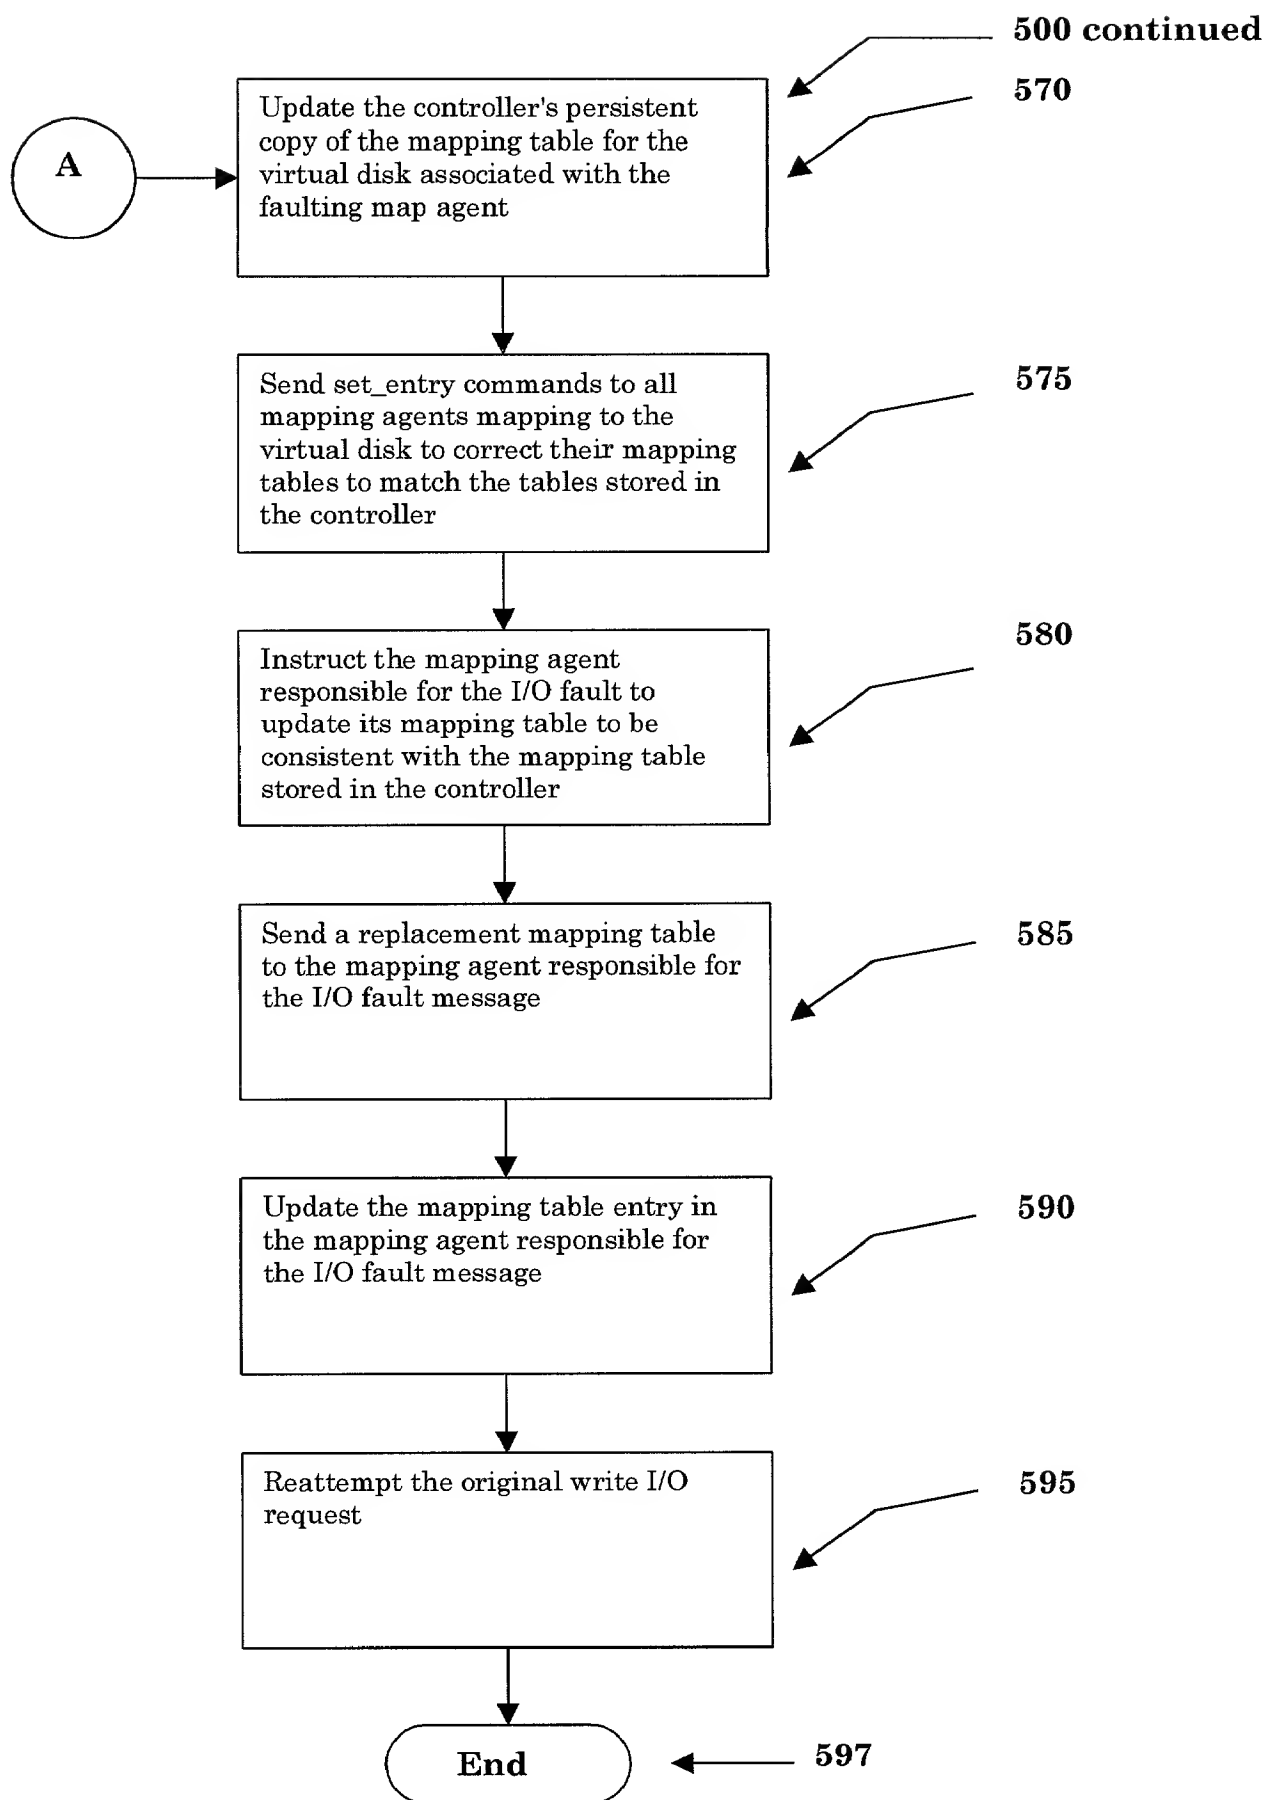 500 continued
570
A
Update the controller's persistent
copy of the mapping table for the
virtual disk associated with the
faulting map agent
575
Send set_entry commands to all
mapping agents mapping to the
virtual disk to correct their mapping
tables to match the tables stored in
the controller
580
Instruct the mapping agent
responsible for the I/O fault to
update its mapping table to be
consistent with the mapping table
stored in the controller
585
Send a replacement mapping table
to the mapping agent responsible for
the I/O fault message
590
Update the mapping table entry in
the mapping agent responsible for
the I/O fault message
595
Reattempt the original write I/O
request
End
597